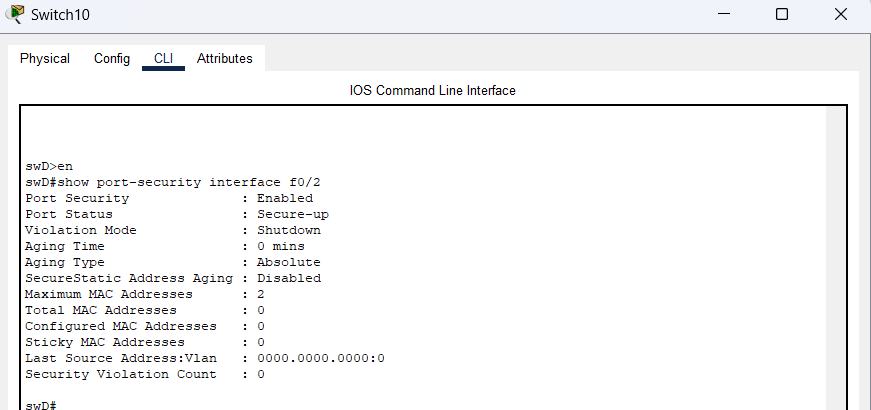 Switch10
Physical Config CLI Attributes
IOS Command Line Interface
swD>en
swD#show port-security interface f0/2
Port Security              : Enabled
Port Status                : Secure-up
Violation Mode             : Shutdown
Aging Time                 : 0 mins
Aging Type                 : Absolute
SecureStatic Address Aging : Disabled
Maximum MAC Addresses      : 2
Total MAC Addresses        : 0
Configured MAC Addresses   : 0
Sticky MAC Addresses       : 0
Last Source Address:Vlan   : 0000.0000.0000:0
Security Violation Count   : 0
swD#